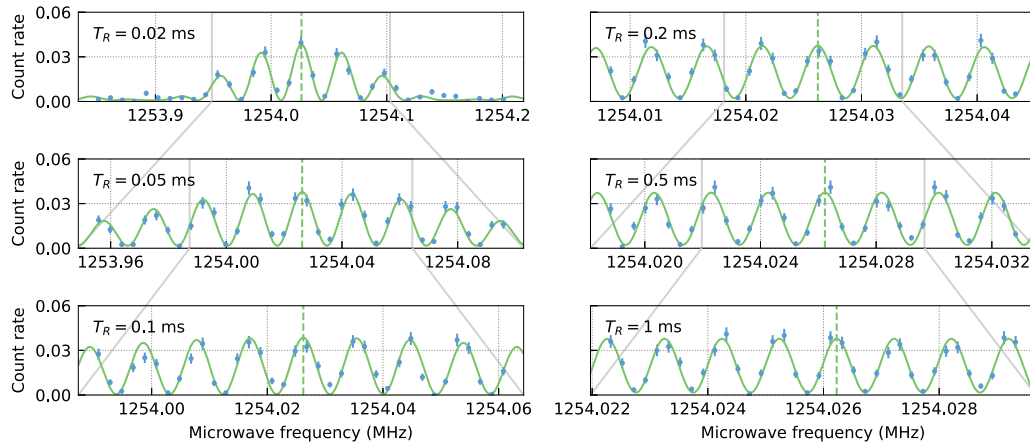 0.06
0.03
0.00
Count rate
T_R = 0.02 ms
1253.9 1254.0 1254.1 1254.2
T_R = 0.2 ms
1254.01 1254.02 1254.03 1254.04
0.06
0.03
0.00
Count rate
T_R = 0.05 ms
1253.96 1254.00 1254.04 1254.08
T_R = 0.5 ms
1254.020 1254.024 1254.028 1254.032
0.06
0.03
0.00
Count rate
T_R = 0.1 ms
1254.00 1254.02 1254.04 1254.06
Microwave frequency (MHz)
T_R = 1 ms
1254.022 1254.024 1254.026 1254.028
Microwave frequency (MHz)